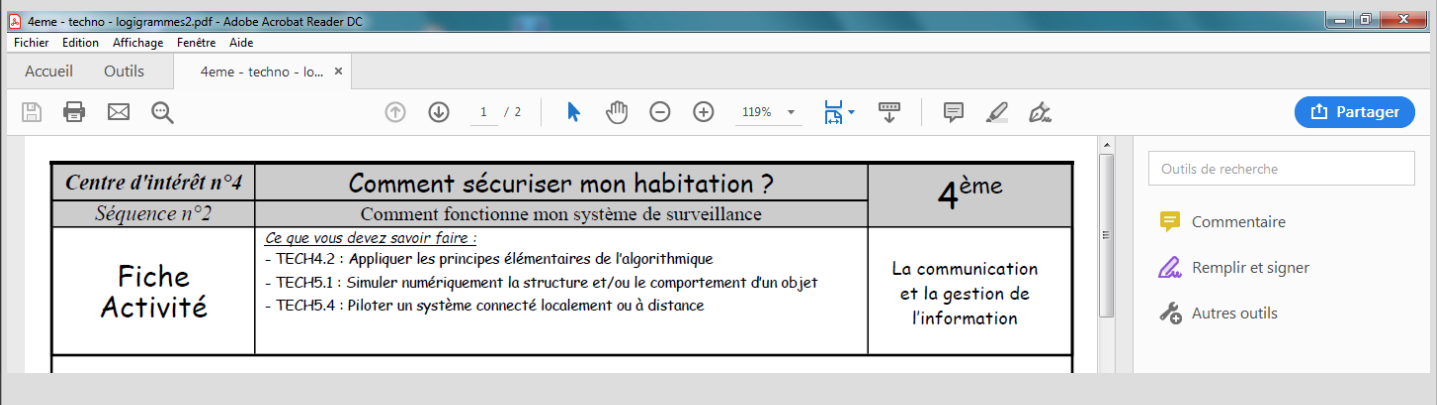 4eme - techno - logigrammes2.pdf - Adobe Acrobat Reader DC
Fichier Edition Affichage Fenêtre Aide
Accueil Outils 4eme - techno - lo... ×
1 / 2 119% Partager
Centre d'intérêt n°4
Comment sécuriser mon habitation ?
4ème
Séquence n°2
Comment fonctionne mon système de surveillance
Fiche
Activité
Ce que vous devez savoir faire :
- TECH4.2 : Appliquer les principes élémentaires de l'algorithmique
- TECH5.1 : Simuler numériquement la structure et/ou le comportement d'un objet
- TECH5.4 : Piloter un système connecté localement ou à distance
La communication
et la gestion de
l'information
Outils de recherche
Commentaire
Remplir et signer
Autres outils